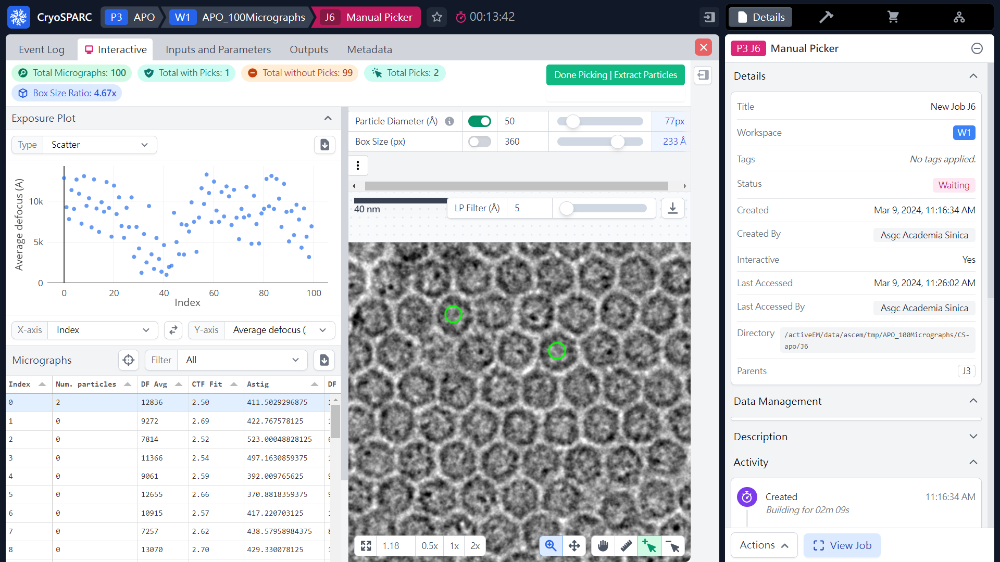 CryoSPARC P3 APO W1 APO_100Micrographs J6 Manual Picker 00:13:42 Details
Event Log Interactive Inputs and Parameters Outputs Metadata
Total Micrographs: 100 Total with Picks: 1 Total without Picks: 99 Total Picks: 2
Box Size Ratio: 4.67x
Done Picking | Extract Particles
Exposure Plot
Type Scatter
Average defocus (A)
10k
5k
0
0 20 40 60 80 100
Index
X-axis Index Y-axis Average defocus (
Micrographs Filter All
Index Num. particles DF Avg CTF Fit Astig DF
0 2 12836 2.50 411.5029296875
1 0 9272 2.69 422.767578125
2 0 7814 2.52 523.00048828125
3 0 11366 2.54 497.1630859375
4 0 9061 2.59 392.009765625
5 0 12655 2.66 370.8818359375
6 0 10915 2.57 417.220703125
7 0 7257 2.62 438.57958984375
8 0 13070 2.70 429.330078125
Particle Diameter (Å) 50 77px
Box Size (px) 360 233 Å
40 nm
LP Filter (Å) 5
1.18 0.5x 1x 2x
P3 J6 Manual Picker
Details
Title New Job J6
Workspace W1
Tags No tags applied.
Status Waiting
Created Mar 9, 2024, 11:16:34 AM
Created By Asgc Academia Sinica
Interactive Yes
Last Accessed Mar 9, 2024, 11:26:02 AM
Last Accessed By Asgc Academia Sinica
Directory /activeEM/data/ascem/tmp/APO_100Micrographs/CS-
apo/J6
Parents J3
Data Management
Description
Activity
Created 11:16:34 AM
Building for 02m 09s
Actions View Job